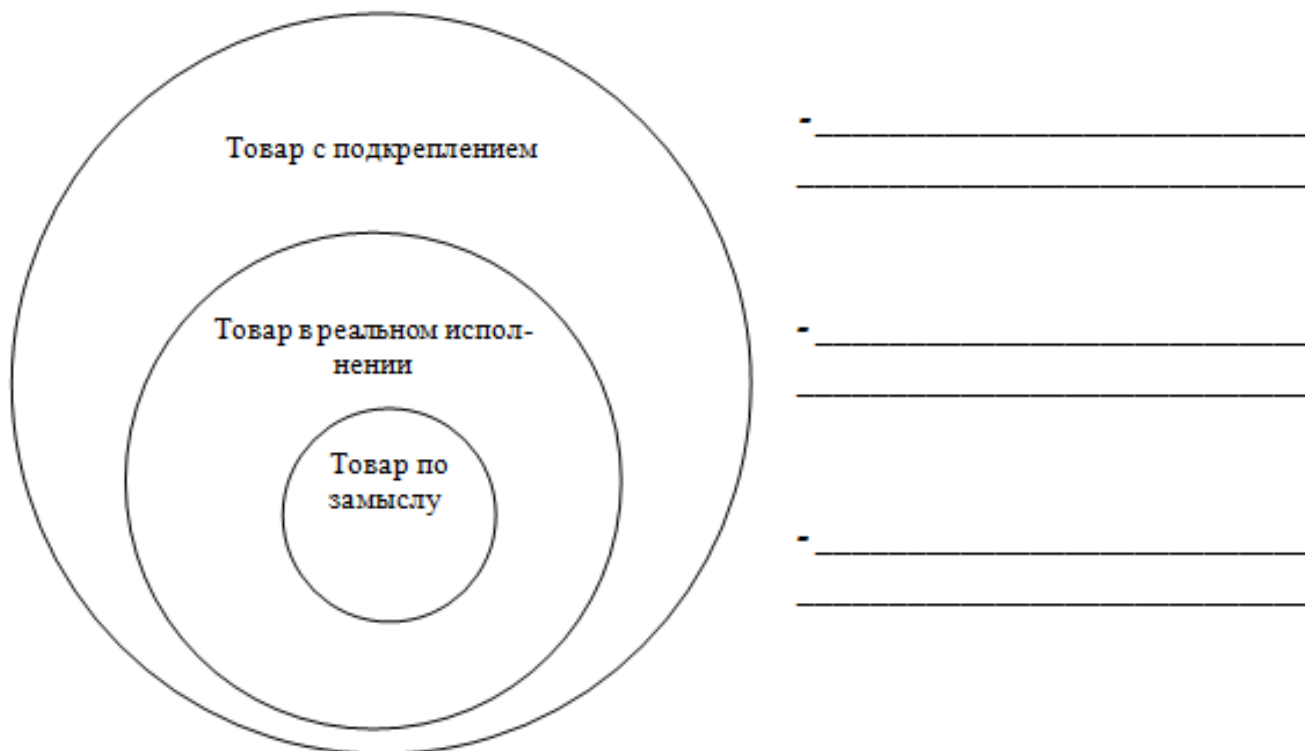 Товар с подкреплением
Товар в реальном испол-
нении
Товар по
замыслу